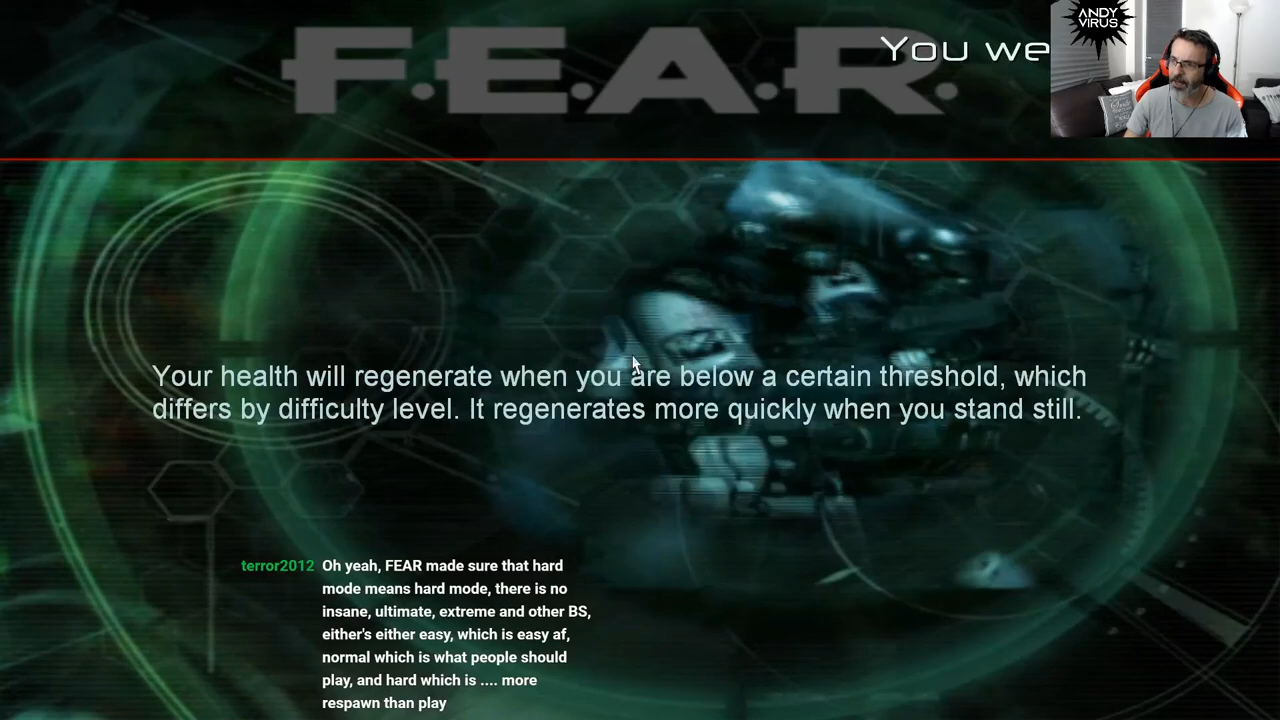 F.E.A.R.
You we
ANDY
VIRUS
Your health will regenerate when you are below a certain threshold, which
differs by difficulty level. It regenerates more quickly when you stand still.
terror2012 Oh yeah, FEAR made sure that hard
mode means hard mode, there is no
insane, ultimate, extreme and other BS,
either's either easy, which is easy af,
normal which is what people should
play, and hard which is .... more
respawn than play